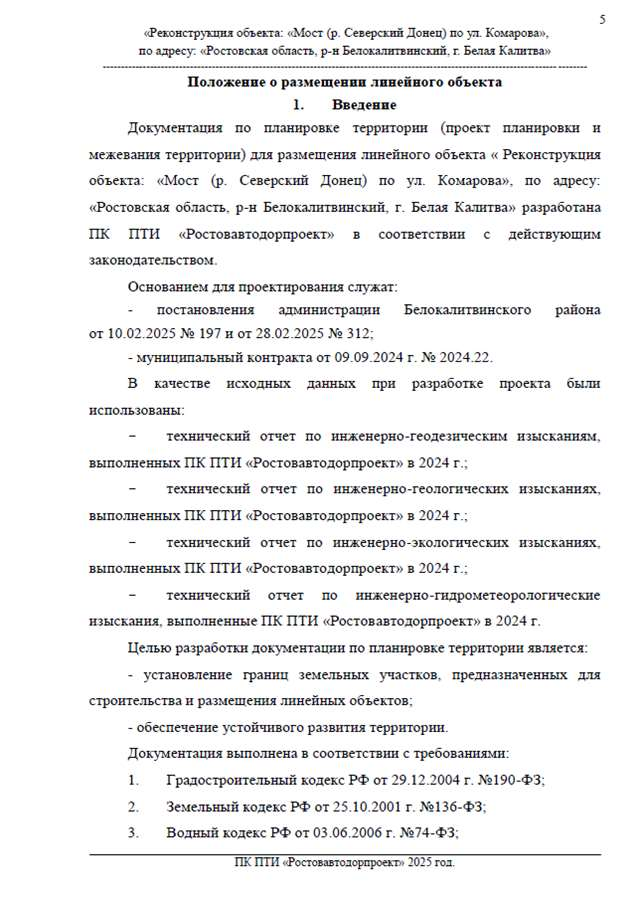 5
«Реконструкция объекта: «Мост (р. Северский Донец) по ул. Комарова»,
по адресу: «Ростовская область, р-н Белокалитвинский, г. Белая Калитва»
Положение о размещении линейного объекта
1. Введение
Документация по планировке территории (проект планировки и
межевания территории) для размещения линейного объекта « Реконструкция
объекта: «Мост (р. Северский Донец) по ул. Комарова», по адресу:
«Ростовская область, р-н Белокалитвинский, г. Белая Калитва» разработана
ПК ПТИ «Ростовавтодорпроект» в соответствии с действующим
законодательством.
Основанием для проектирования служат:
- постановления администрации Белокалитвинского района
от 10.02.2025 № 197 и от 28.02.2025 № 312;
- муниципальный контракта от 09.09.2024 г. № 2024.22.
В качестве исходных данных при разработке проекта были
использованы:
− технический отчет по инженерно-геодезическим изысканиям,
выполненных ПК ПТИ «Ростовавтодорпроект» в 2024 г.;
− технический отчет по инженерно-геологических изысканиях,
выполненных ПК ПТИ «Ростовавтодорпроект» в 2024 г.;
− технический отчет по инженерно-экологических изысканиях,
выполненных ПК ПТИ «Ростовавтодорпроект» в 2024 г.;
− технический отчет по инженерно-гидрометеорологические
изыскания, выполненные ПК ПТИ «Ростовавтодорпроект» в 2024 г.
Целью разработки документации по планировке территории является:
- установление границ земельных участков, предназначенных для
строительства и размещения линейных объектов;
- обеспечение устойчивого развития территории.
Документация выполнена в соответствии с требованиями:
1. Градостроительный кодекс РФ от 29.12.2004 г. №190-ФЗ;
2. Земельный кодекс РФ от 25.10.2001 г. №136-ФЗ;
3. Водный кодекс РФ от 03.06.2006 г. №74-ФЗ;
ПК ПТИ «Ростовавтодорпроект» 2025 год.